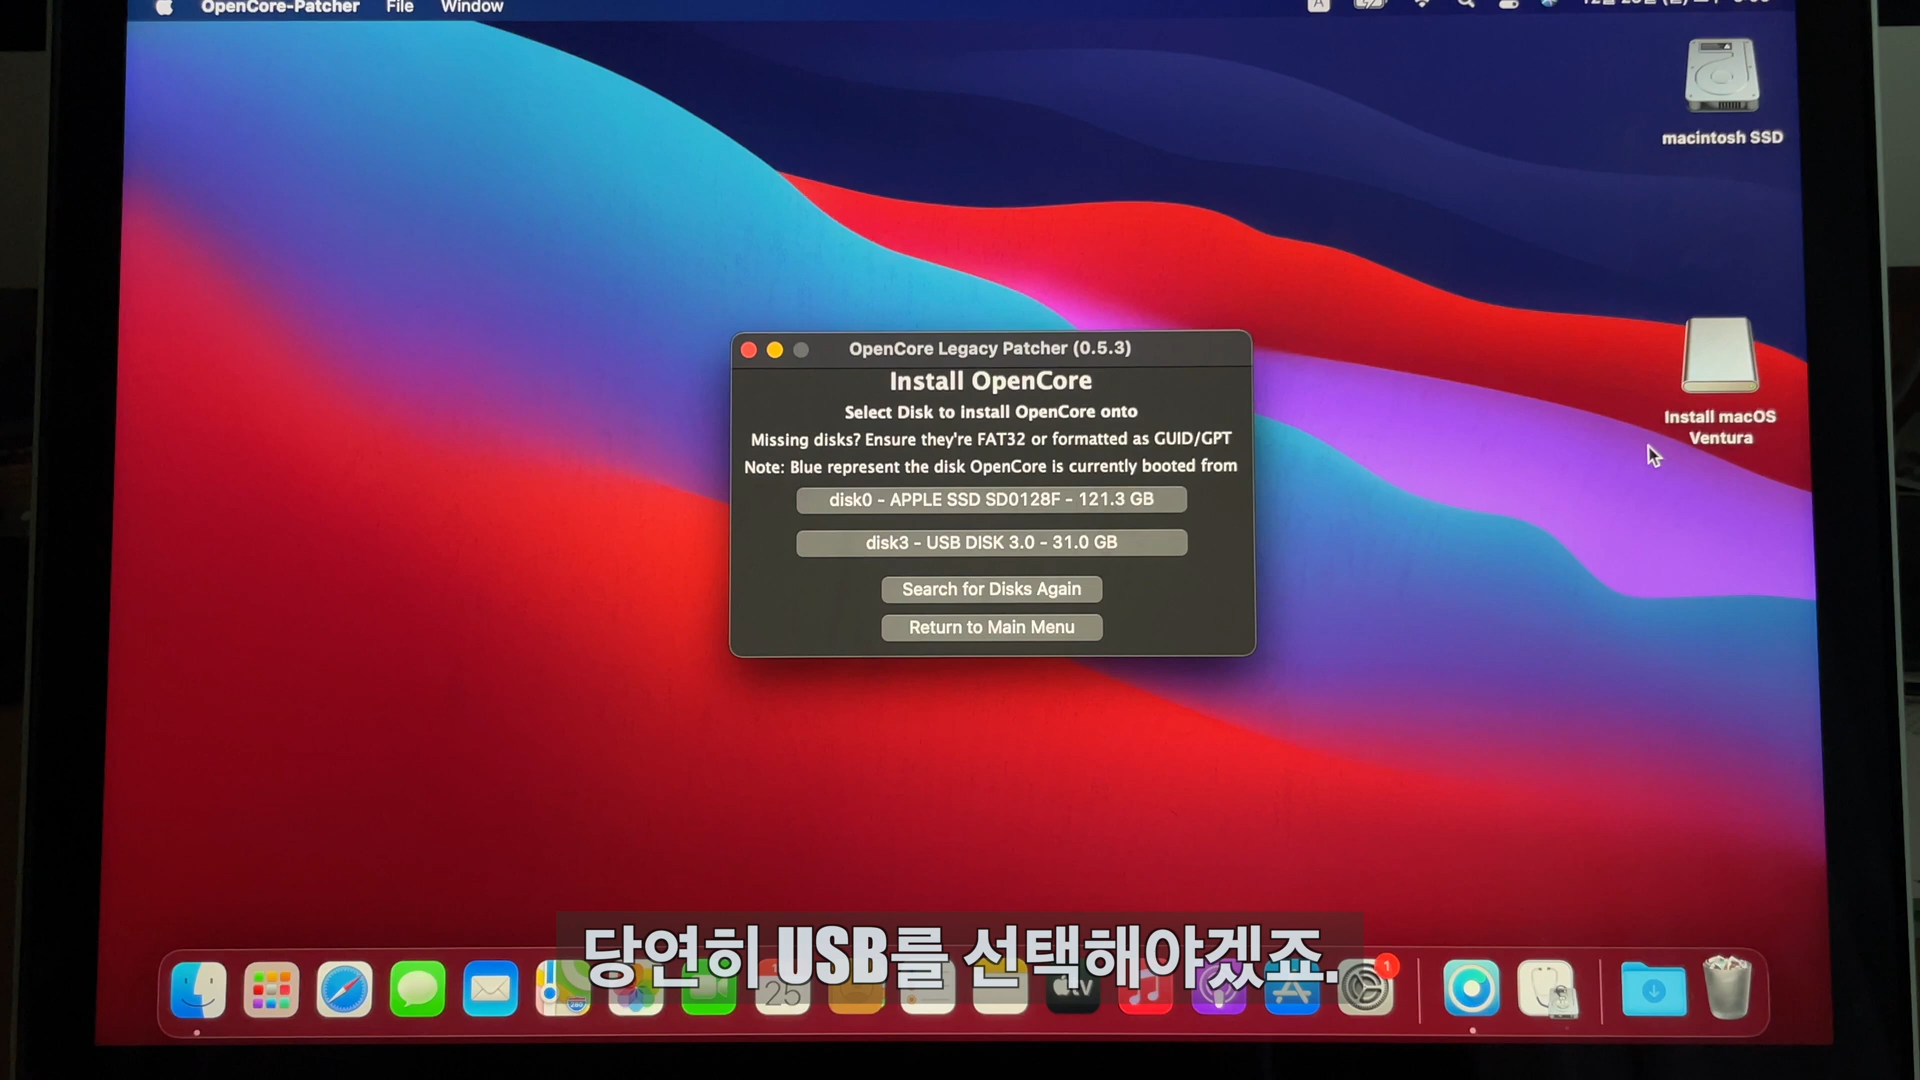 OpenCore-Patcher File Window
A
macintosh SSD
Install macOS
Ventura
OpenCore Legacy Patcher (0.5.3)
Install OpenCore
Select Disk to install OpenCore onto
Missing disks? Ensure they're FAT32 or formatted as GUID/GPT
Note: Blue represent the disk OpenCore is currently booted from
disk0 - APPLE SSD SD0128F - 121.3 GB
disk3 - USB DISK 3.0 - 31.0 GB
Search for Disks Again
Return to Main Menu
당연히 USB를 선택해야겠죠.
280
25
tv
1